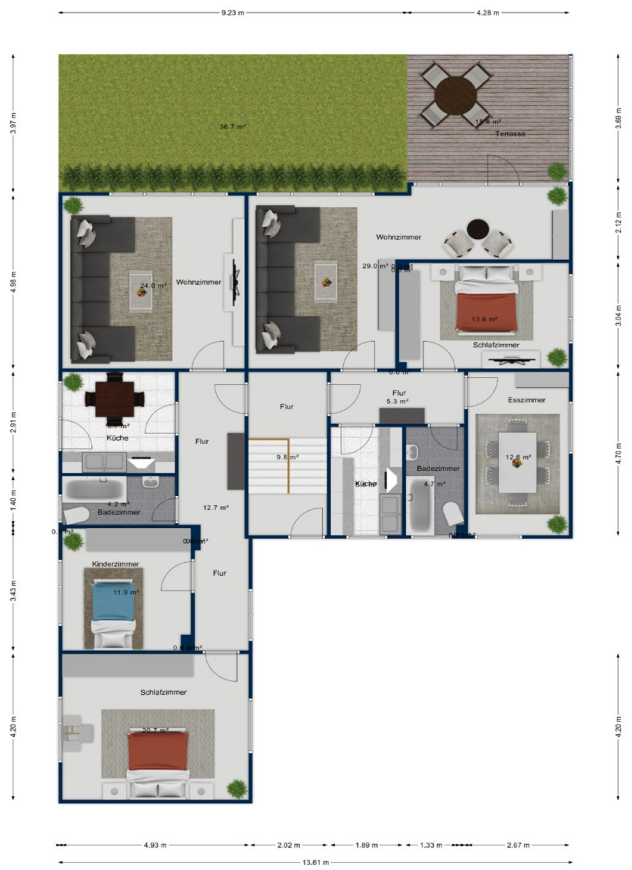 9.23 m
4.28 m
3.97 m
3.69 m
36.7 m²
Terrasse
4.98 m
2.12 m
Wohnzimmer
24.0 m²
Wohnzimmer
29.0 m²
3.04 m
13.6 m²
Schlafzimmer
2.91 m
Küche
Flur
Flur
Flur
5.3 m²
Esszimmer
4.70 m
9.8 m²
Küche
Badezimmer
4.7 m²
12.6 m²
1.40 m
4.2 m²
Badezimmer
12.7 m²
3.43 m
Kinderzimmer
11.9 m²
Flur
4.20 m
Schlafzimmer
20.7 m²
4.20 m
4.93 m
2.02 m
1.89 m
1.33 m
2.67 m
13.61 m